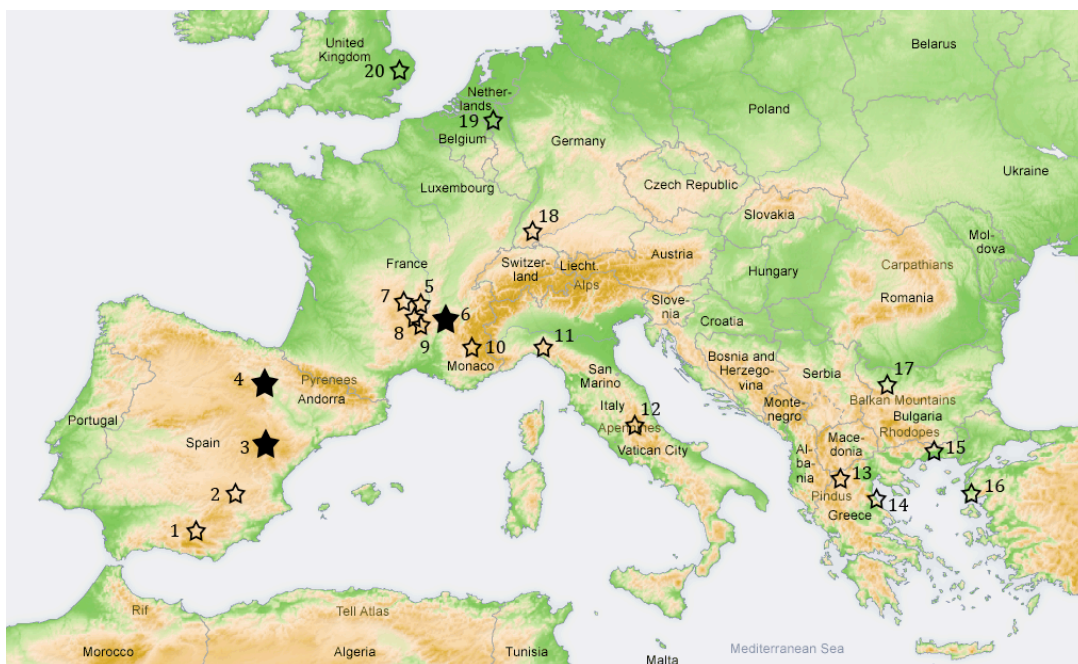 United
Kingdom
20
Belarus
Nether-
lands
19
Poland
Belgium
Germany
Ukraine
Luxembourg
Czech Republic
Slovakia
18
Mol-
dova
Switzer-
land
Liecht.
Austria
France
Alps
Hungary
Carpathians
Romania
7
5
6
8
9
Slove-
nia
Croatia
10
11
Monaco
San
Marino
Bosnia and
Herzego-
vina
Serbia
17
4
Pyrenees
Andorra
Italy
12
Monte-
negro
Balkan Mountains
Bulgaria
Portugal
Spain
3
Apennines
Vatican City
Mace-
donia
Rhodopes
15
Al-
ba-
nia
2
13
Pindus
14
16
Greece
1
Rif
Tell Atlas
Morocco
Algeria
Tunisia
Malta
Mediterranean Sea